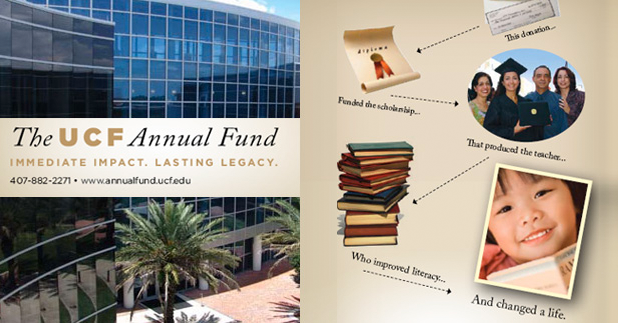 The UCF Annual Fund
IMMEDIATE IMPACT. LASTING LEGACY.
407-882-2271 • www.annualfund.ucf.edu
This donation...
diploma
Funded the scholarship...
That produced the teacher...
Who improved literacy...
And changed a life.